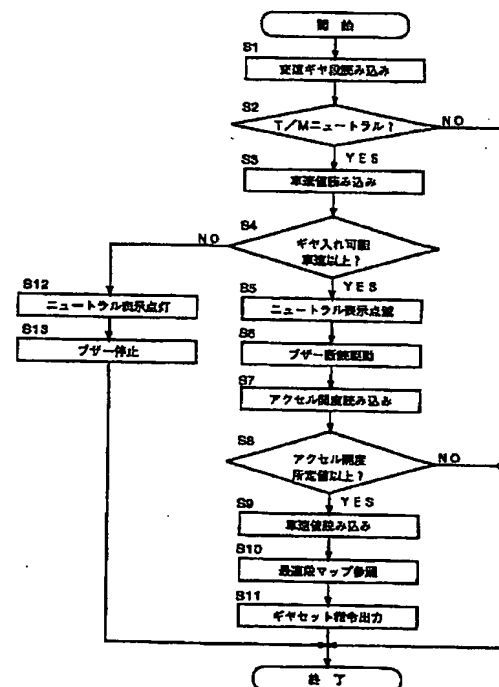 開始
S1
変速ギヤ段読み込み
S2
T/Mニュートラル?
NO
YES
S3
車速値読み込み
S4
ギヤ入れ可能
車速以上?
NO
YES
S12
ニュートラル表示点灯
S13
ブザー停止
S5
ニュートラル表示点滅
S6
ブザー断続駆動
S7
アクセル開度読み込み
S8
アクセル開度
所定値以上?
NO
YES
S9
車速値読み込み
S10
最適段マップ参照
S11
ギヤセット指令出力
終了